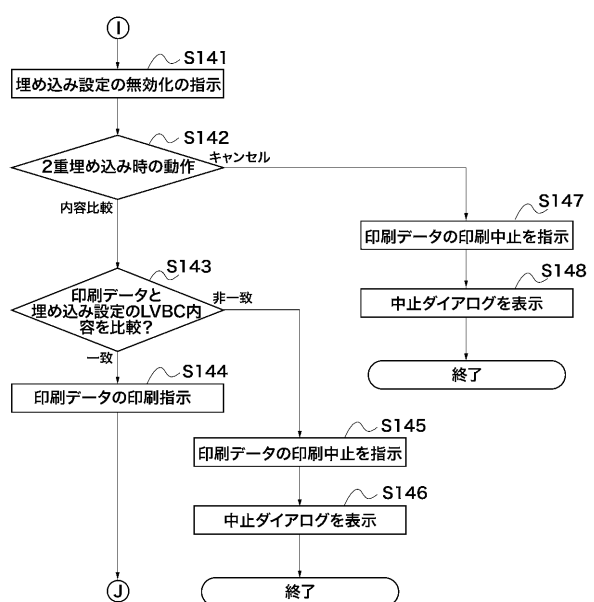 I
S141
埋め込み設定の無効化の指示
S142
2重埋め込み時の動作
キャンセル
内容比較
S147
印刷データの印刷中止を指示
S148
中止ダイアログを表示
終了
S143
印刷データと
埋め込み設定のLVBC内
容を比較?
非一致
一致
S144
印刷データの印刷指示
S145
印刷データの印刷中止を指示
S146
中止ダイアログを表示
J
終了